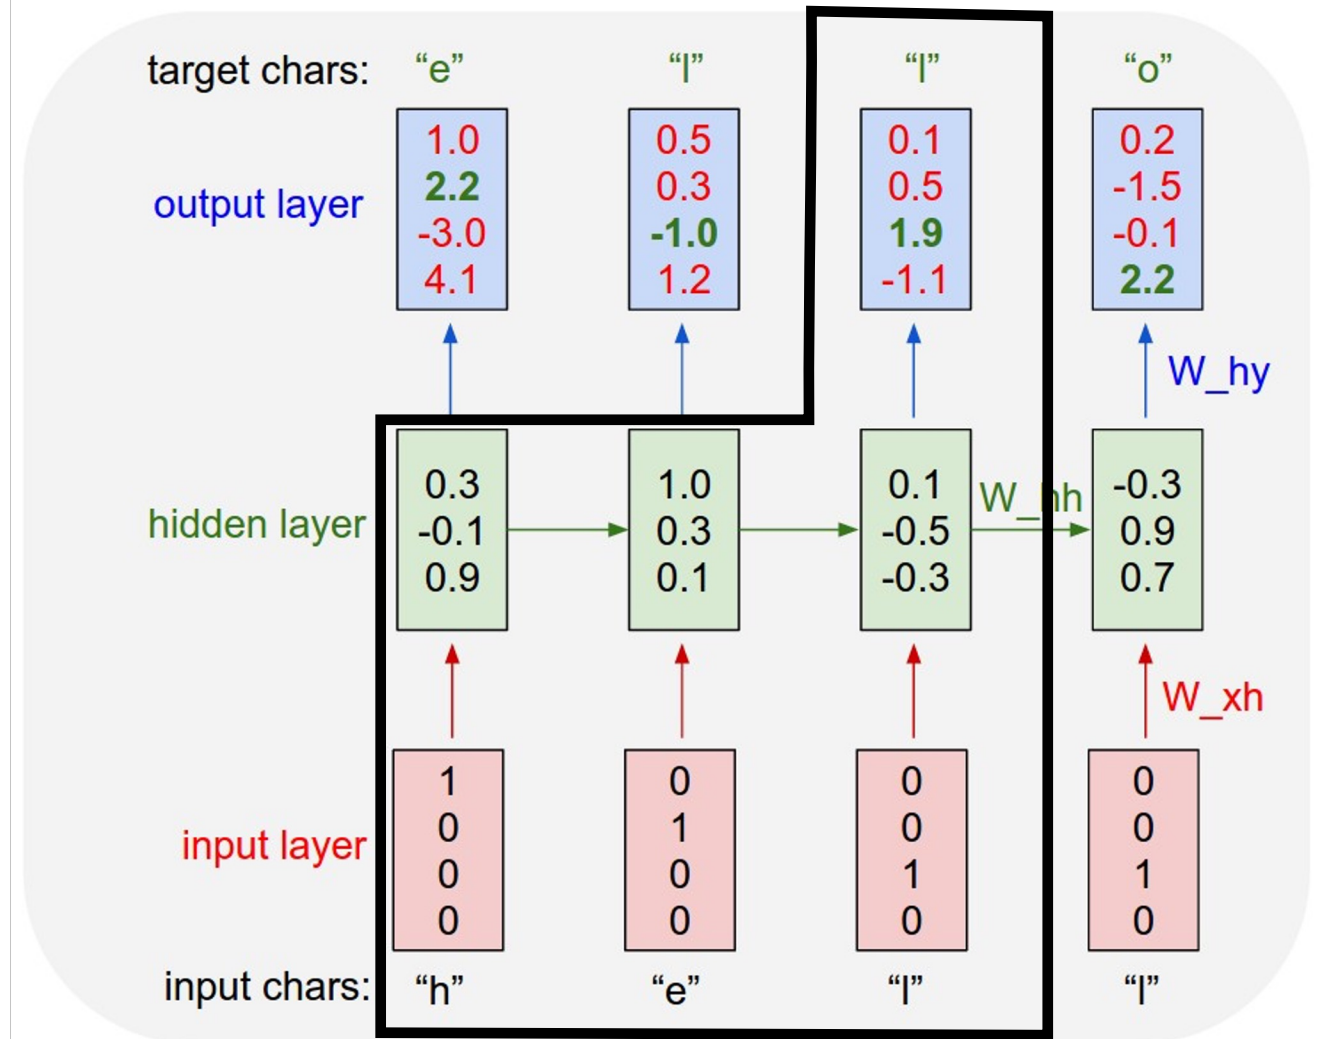 target chars: “e” “l” “l” “o”
output layer
1.0 0.5 0.1 0.2
2.2 0.3 0.5 -1.5
-3.0 -1.0 1.9 -0.1
4.1 1.2 -1.1 2.2
W_hy
hidden layer
0.3 1.0 0.1 -0.3
-0.1 0.3 -0.5 0.9
0.9 0.1 -0.3 0.7
W_hh
W_xh
input layer
1 0 0 0
0 1 0 0
0 0 1 1
0 0 0 0
input chars: “h” “e” “l” “l”